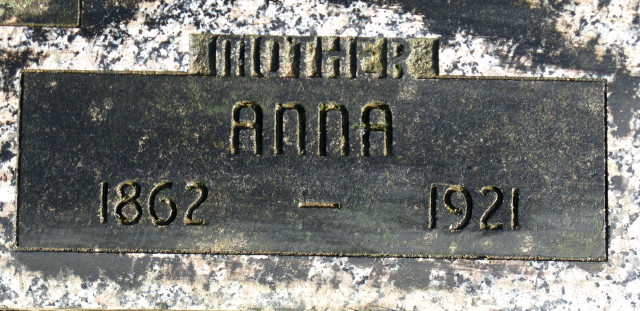 MOTHER
ANNA
1862 — 1921